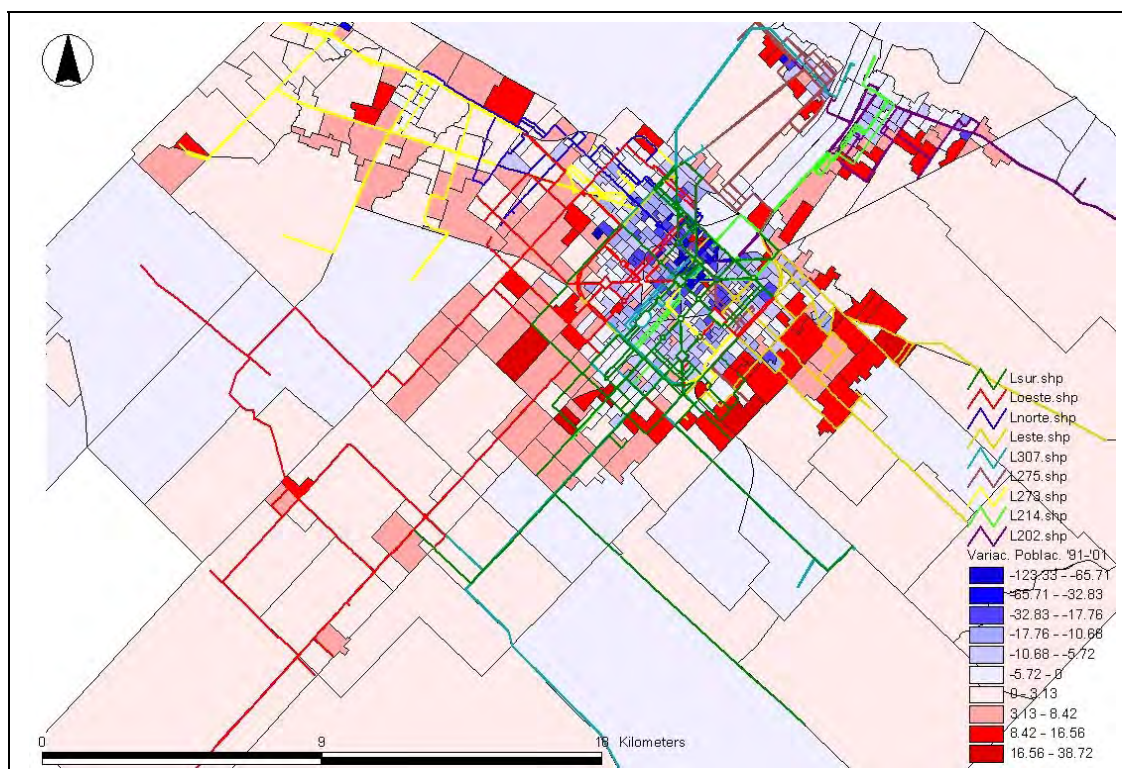 Lsur.shp
Loeste.shp
Lnorte.shp
Leste.shp
L307.shp
L275.shp
L273.shp
L214.shp
L202.shp
Variac. Poblac. '91-'01
-123.33 - -65.71
-65.71 - -32.83
-32.83 - -17.76
-17.76 - -10.68
-10.68 - -5.72
-5.72 - 0
0 - 3.13
3.13 - 8.42
8.42 - 16.56
16.56 - 38.72
0 9 18 Kilometers